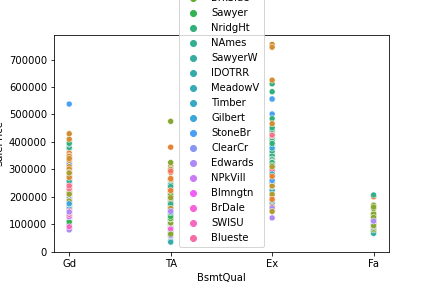 Sawyer
NridgHt
NAmes
SawyerW
IDOTRR
MeadowV
Timber
Gilbert
StoneBr
ClearCr
Edwards
NPkVill
Blmngtn
BrDale
SWISU
Blueste
700000
600000
500000
400000
300000
200000
100000
0
Gd TA Ex Fa
BsmtQual